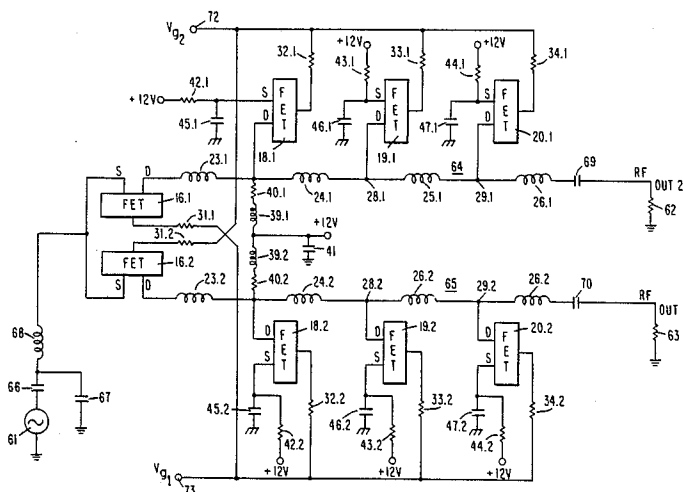 Vg2 72
+12V 33.1 +12V
32.1 43.1 44.1 34.1
42.1 S FET S FET S FET
+12V
45.1 D 46.1 D 47.1 D
18.1 19.1 20.1
23.1 64 69
S D 24.1 28.1 25.1 29.1 26.1 RF
16.1 40.1 OUT 2
FET 31.1 39.1 +12V 62
31.2
FET 16.2 39.2 41
S D 23.2 40.2 24.2 28.2 26.2 65 29.2 26.2 70 RF
OUT
68 D FET 18.2 D FET 19.2 D FET 20.2 63
S S S
66 67
45.2 32.2 46.2 33.2 47.2 34.2
61 42.2 43.2 44.2
Vg1 +12V +12V +12V
73